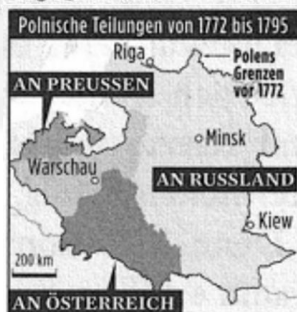 Polnische Teilungen von 1772 bis 1795
Riga
Polens
Grenzen
vor 1772
AN PREUSSEN
Minsk
Warschau
AN RUSSLAND
Kiew
200 km
AN ÖSTERREICH